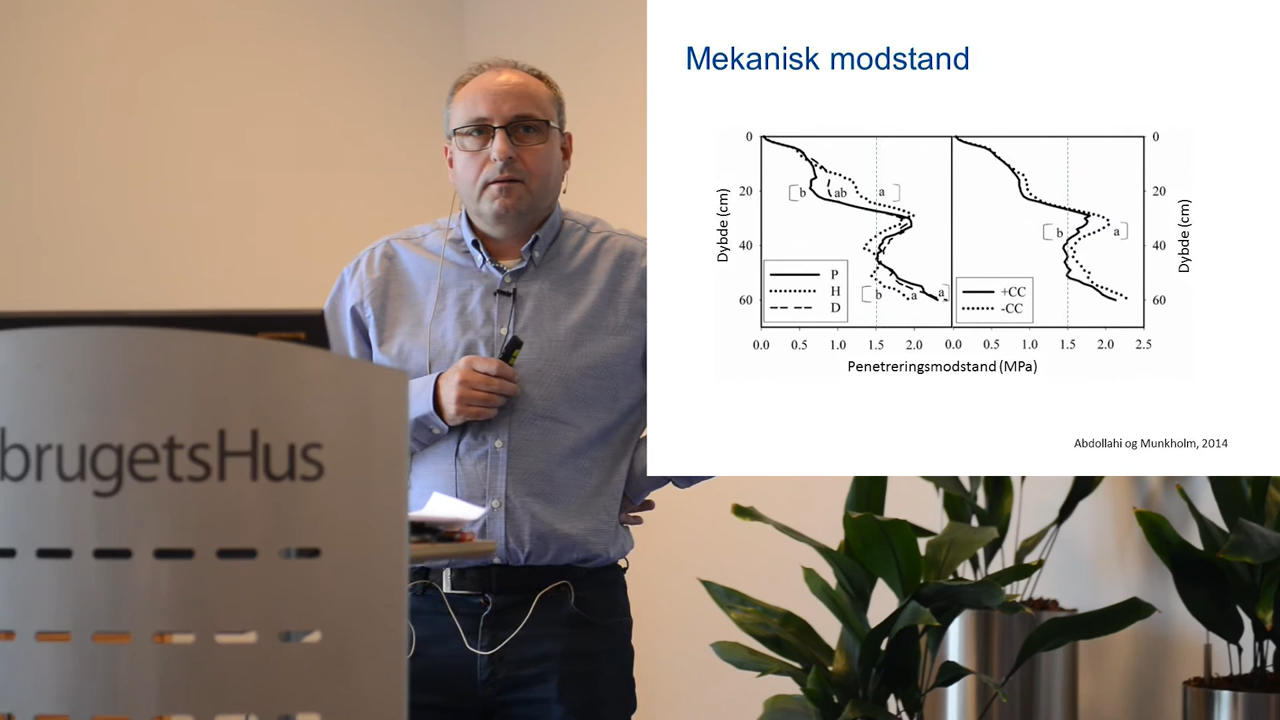 Mekanisk modstand
0
20
40
60
Dybde (cm)
b
ab
a
b
a
a
P
H
D
b
a
+CC
-CC
0
20
40
60
Dybde (cm)
0.0 0.5 1.0 1.5 2.0 0.0 0.5 1.0 1.5 2.0 2.5
Penetreringsmodstand (MPa)
Abdollahi og Munkholm, 2014
brugetsHus